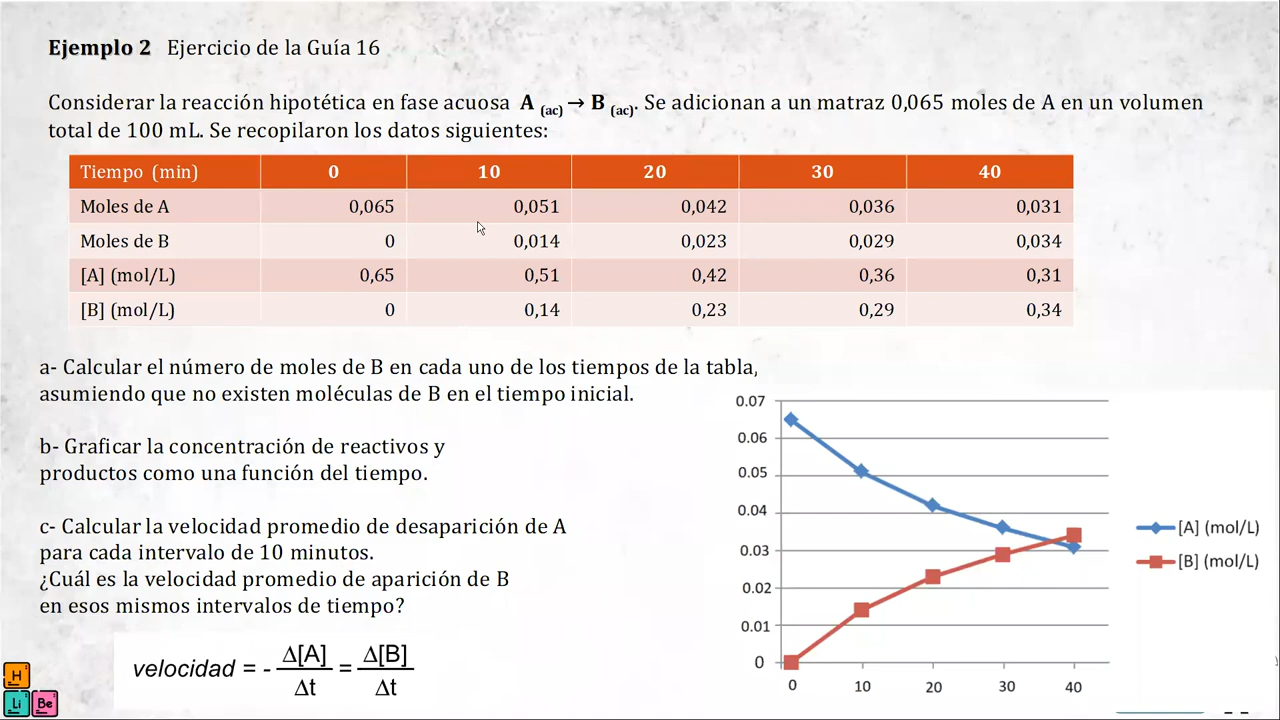 Ejemplo 2 Ejercicio de la Guía 16
Considerar la reacción hipotética en fase acuosa A (ac) → B (ac). Se adicionan a un matraz 0,065 moles de A en un volumen
total de 100 mL. Se recopilaron los datos siguientes:
Tiempo (min) 0 10 20 30 40
Moles de A 0,065 0,051 0,042 0,036 0,031
Moles de B 0 0,014 0,023 0,029 0,034
[A] (mol/L) 0,65 0,51 0,42 0,36 0,31
[B] (mol/L) 0 0,14 0,23 0,29 0,34
a- Calcular el número de moles de B en cada uno de los tiempos de la tabla,
asumiendo que no existen moléculas de B en el tiempo inicial.
b- Graficar la concentración de reactivos y
productos como una función del tiempo.
c- Calcular la velocidad promedio de desaparición de A
para cada intervalo de 10 minutos.
¿Cuál es la velocidad promedio de aparición de B
en esos mismos intervalos de tiempo?
velocidad = - Δ[A]/Δt = Δ[B]/Δt
0.07
0.06
0.05
0.04
0.03
0.02
0.01
0
0 10 20 30 40
[A] (mol/L)
[B] (mol/L)
H
Li Be